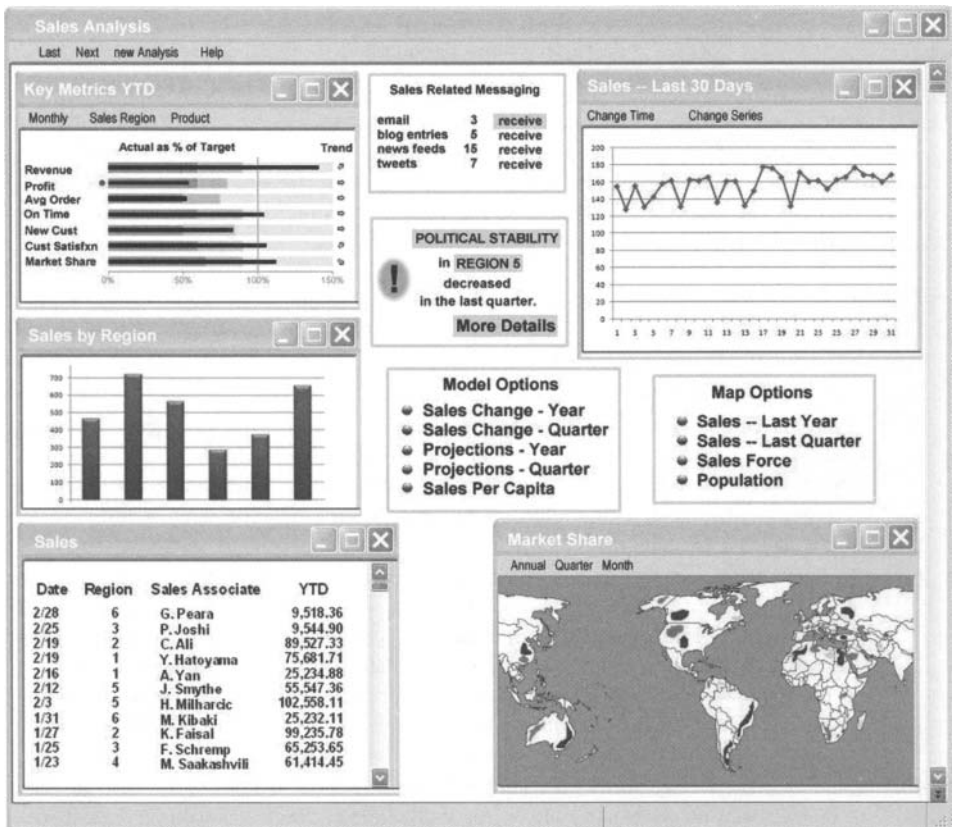 Sales Analysis
Last Next new Analysis Help
Key Metrics YTD
Monthly Sales Region Product
Actual as % of Target Trend
Revenue
Profit
Avg Order
On Time
New Cust
Cust Satisfxn
Market Share
0% 50% 100% 150%
Sales Related Messaging
email 3 receive
blog entries 5 receive
news feeds 15 receive
tweets 7 receive
Sales -- Last 30 Days
Change Time Change Series
200
180
160
140
120
100
80
60
40
20
0
1 3 5 7 9 11 13 15 17 19 21 23 25 27 29 31
!
POLITICAL STABILITY
in REGION 5
decreased
in the last quarter.
More Details
Sales by Region
700
600
500
400
300
200
100
0
Model Options
Sales Change - Year
Sales Change - Quarter
Projections - Year
Projections - Quarter
Sales Per Capita
Map Options
Sales -- Last Year
Sales -- Last Quarter
Sales Force
Population
Sales
Date Region Sales Associate YTD
2/28 6 G. Peara 9,518.36
2/25 3 P. Joshi 9,544.90
2/19 2 C. Ali 89,527.33
2/19 1 Y. Hatoyama 75,681.71
2/16 1 A. Yan 25,234.88
2/12 5 J. Smythe 55,547.36
2/3 5 H. Milharcic 102,558.11
1/31 6 M. Kibaki 25,232.11
1/27 2 K. Faisal 99,235.78
1/25 3 F. Schremp 65,253.65
1/23 4 M. Saakashvili 61,414.45
Market Share
Annual Quarter Month